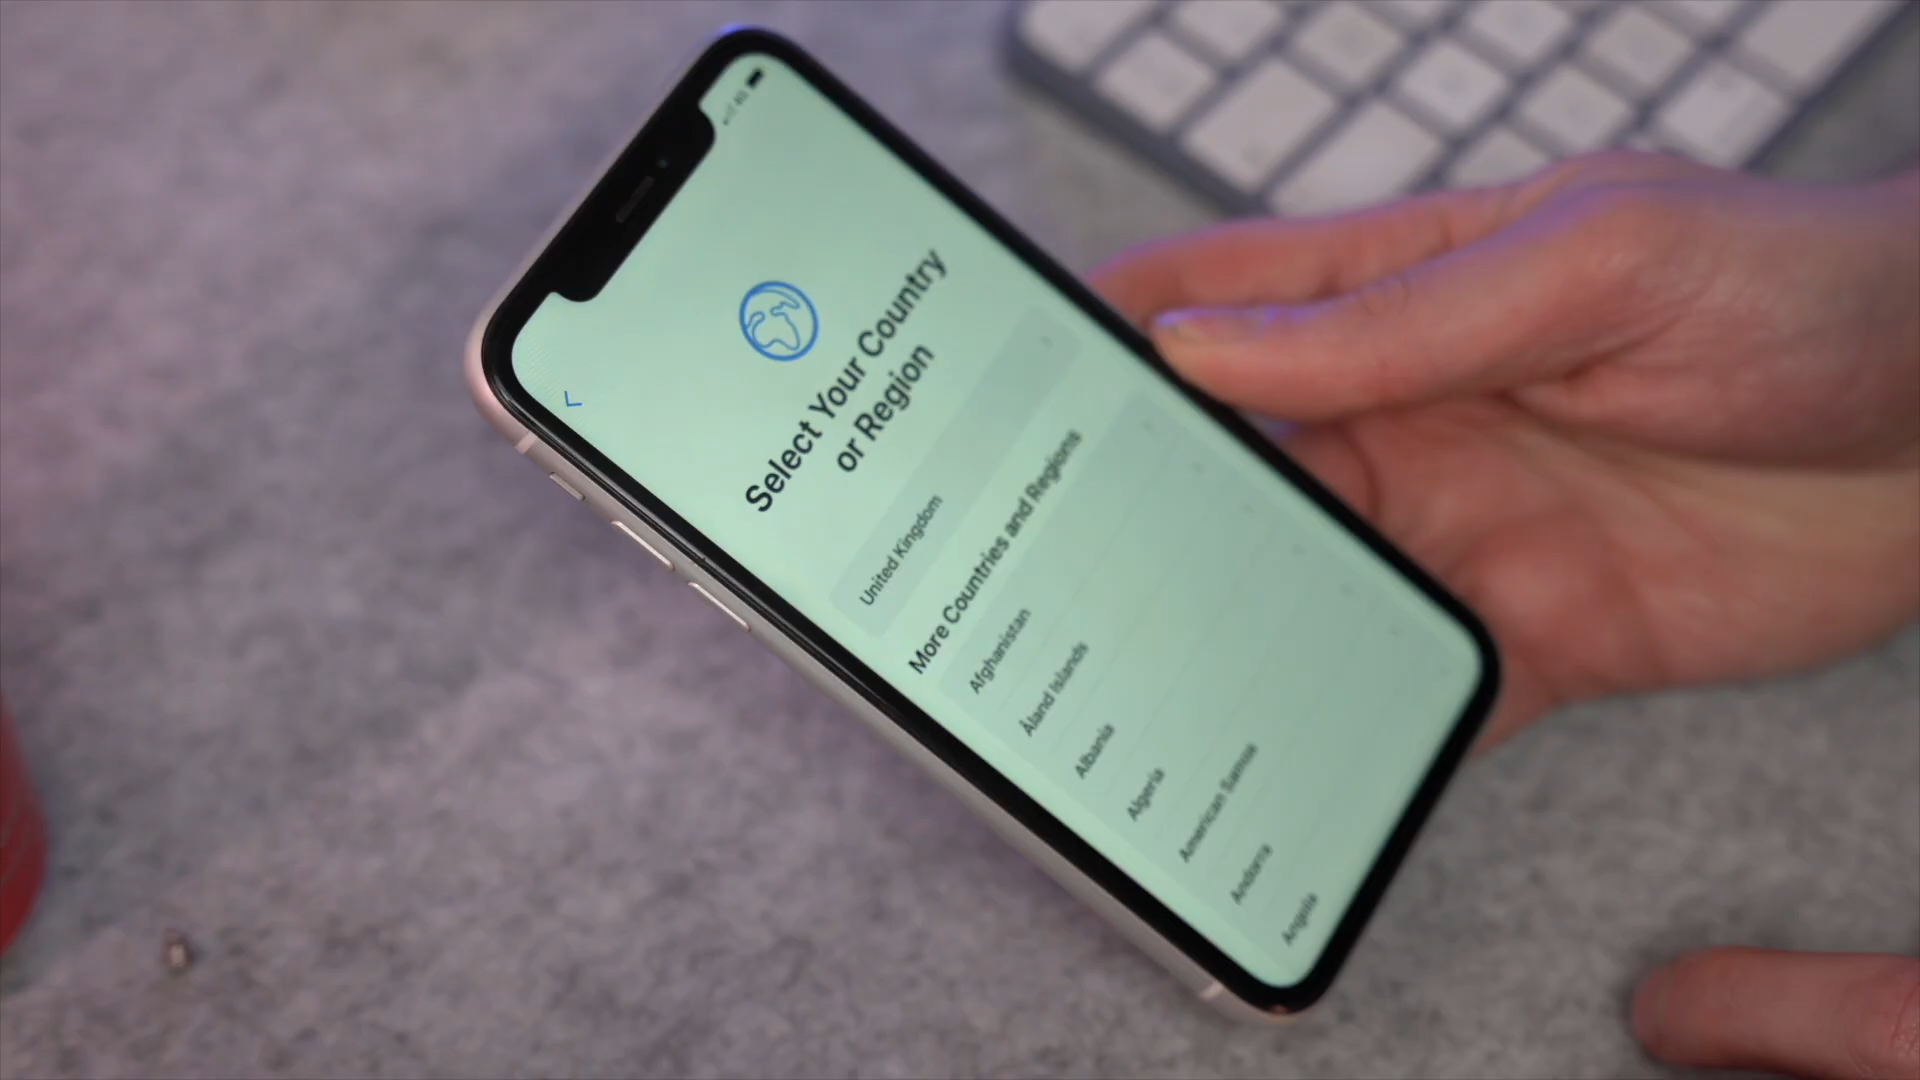 Select Your Country
or Region
United Kingdom
More Countries and Regions
Afghanistan
Åland Islands
Albania
Algeria
American Samoa
Andorra
Angola